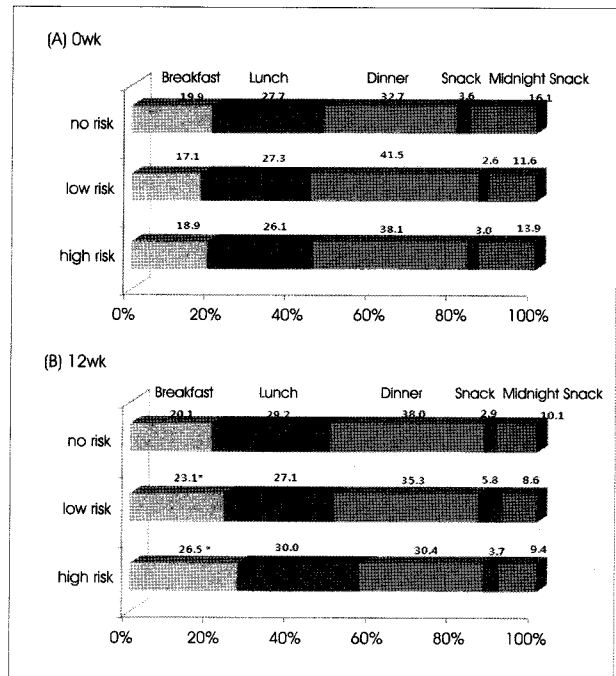 (A) 0wk
Breakfast Lunch Dinner Snack Midnight Snack
19.9 27.7 32.7 3.6 16.1
no risk
17.1 27.3 41.5 2.6 11.6
low risk
18.9 26.1 38.1 3.0 13.9
high risk
0% 20% 40% 60% 80% 100%
(B) 12wk
Breakfast Lunch Dinner Snack Midnight Snack
20.1 29.2 38.0 2.9 10.1
no risk
23.1* 27.1 35.3 5.8 8.6
low risk
26.5 * 30.0 30.4 3.7 9.4
high risk
0% 20% 40% 60% 80% 100%